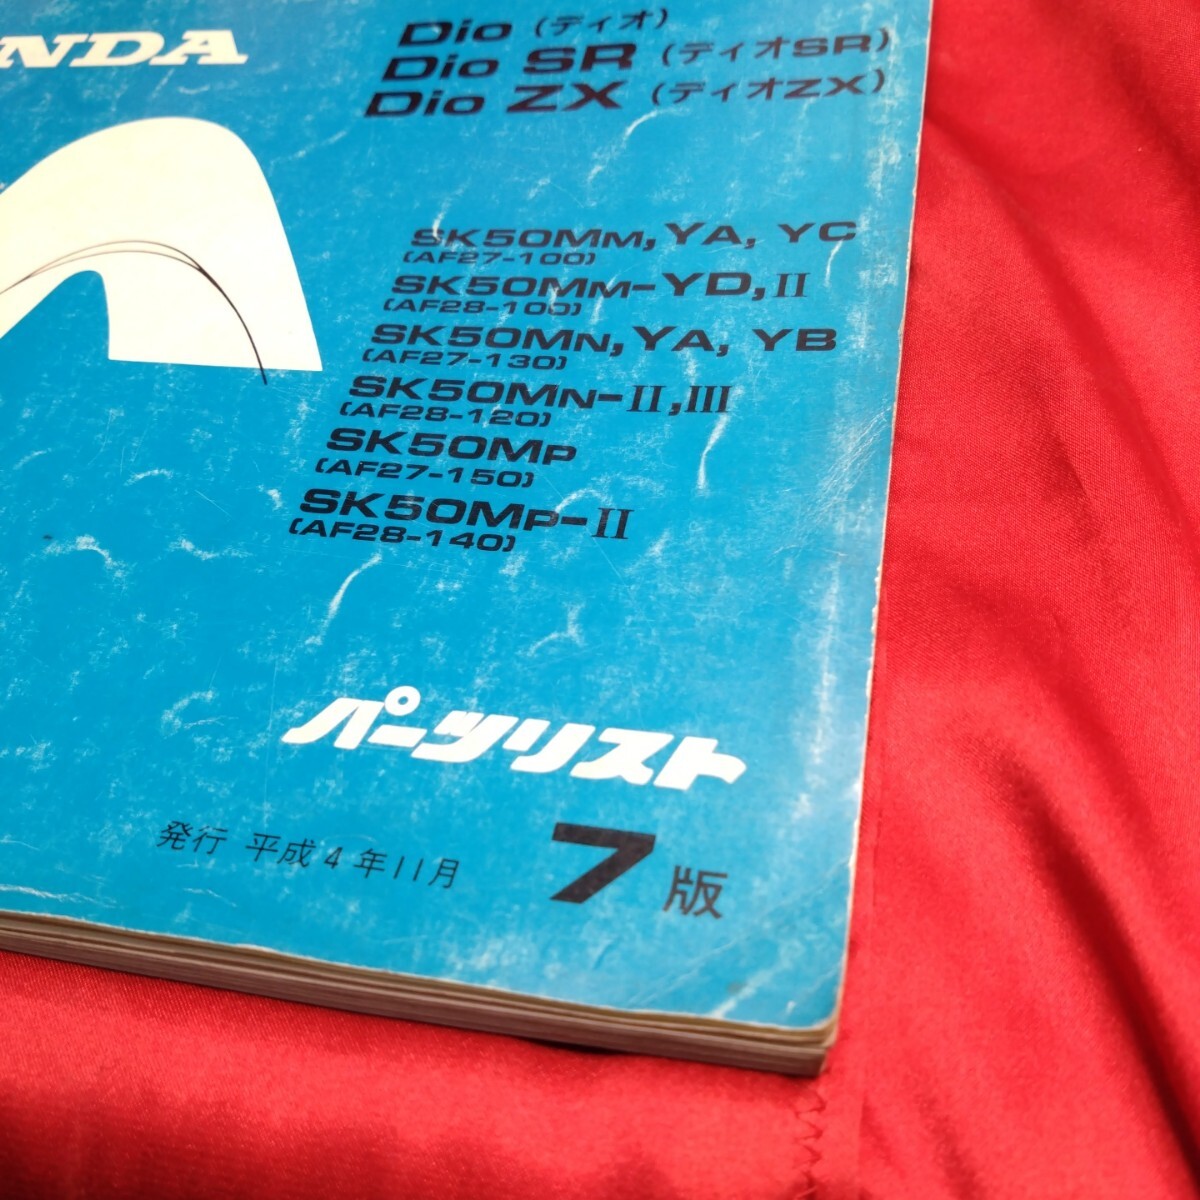 NDA
Dio (ディオ)
Dio SR (ディオSR)
Dio ZX (ディオZX)
SK50MM, YA, YC
(AF27-100)
SK50MM-YD, II
(AF28-100)
SK50MN, YA, YB
(AF27-130)
SK50MN-II, III
(AF28-120)
SK50MP
(AF27-150)
SK50MP-II
(AF28-140)
パーツリスト
発行 平成4年11月 7版